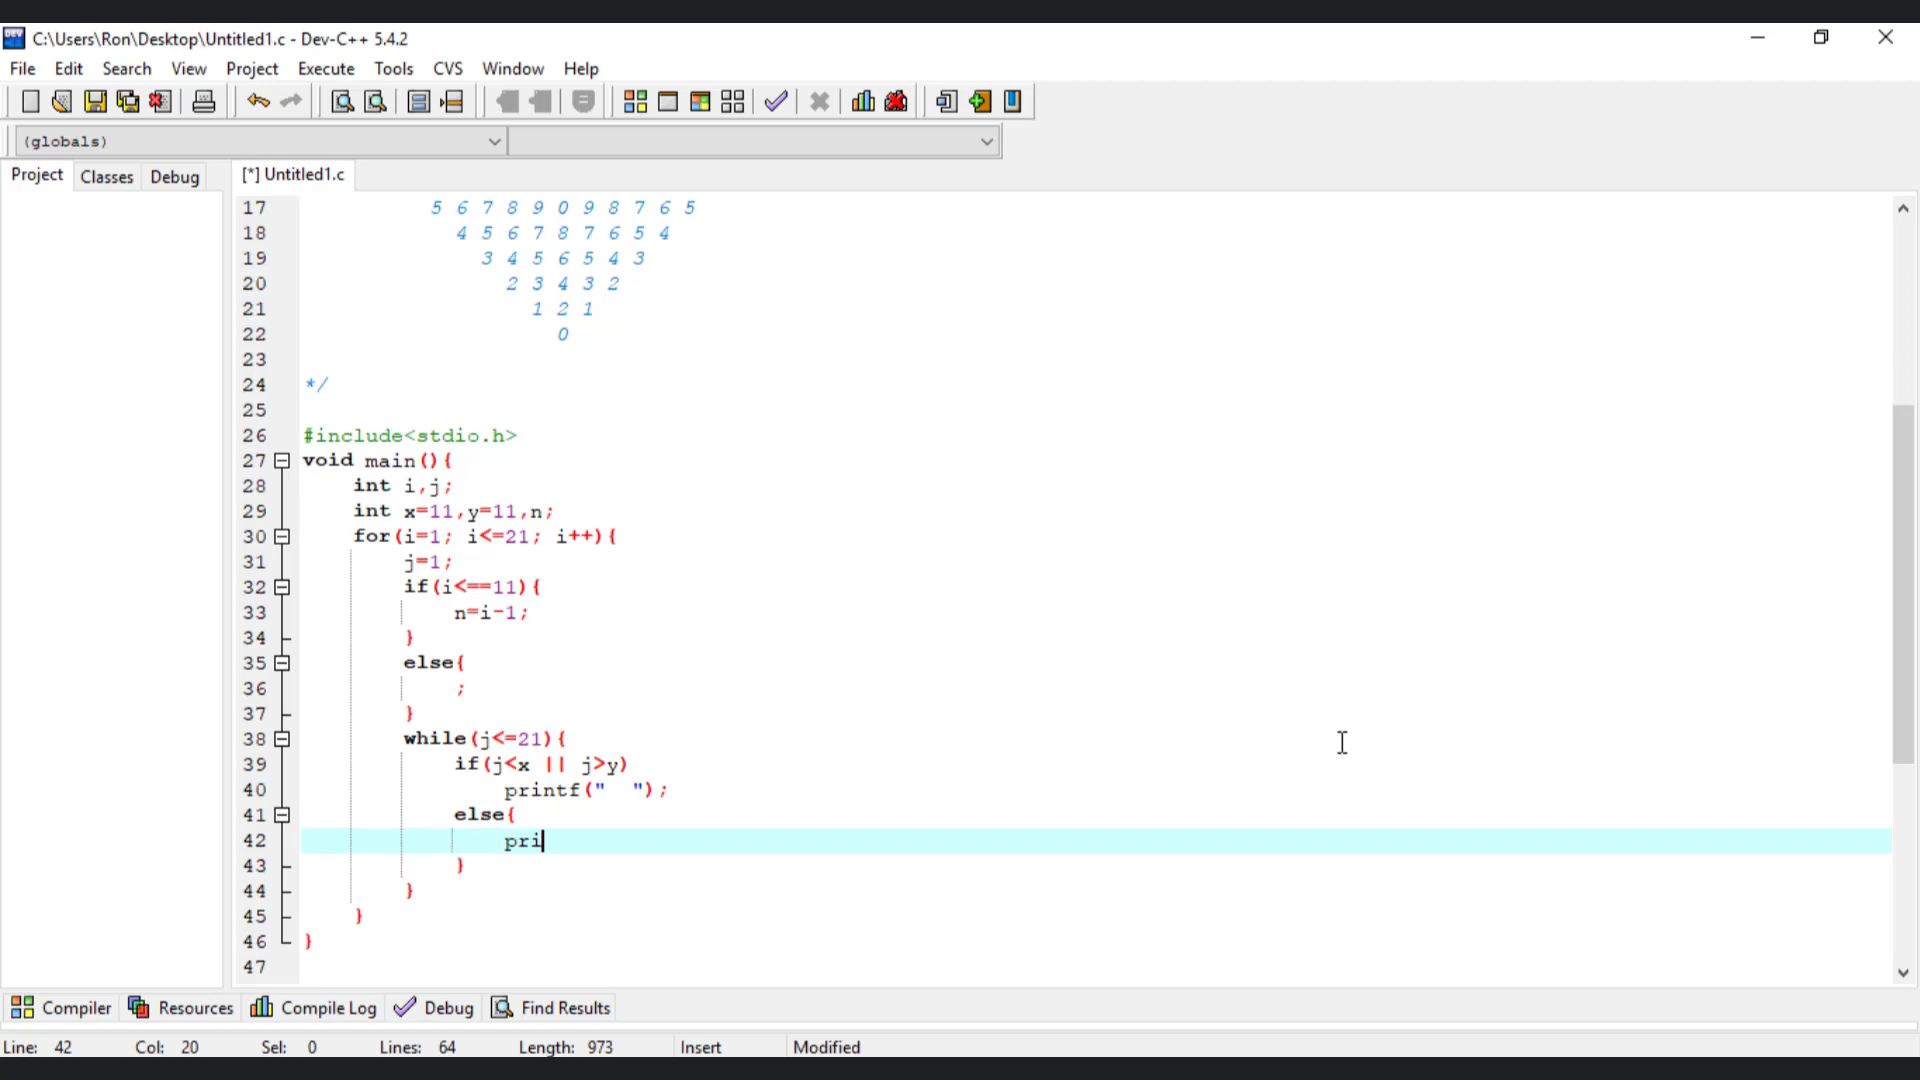 C:\Users\Ron\Desktop\Untitled1.c - Dev-C++ 5.4.2
File Edit Search View Project Execute Tools CVS Window Help
(globals)
Project Classes Debug [*] Untitled1.c
17 5 6 7 8 9 0 9 8 7 6 5
18 4 5 6 7 8 7 6 5 4
19 3 4 5 6 5 4 3
20 2 3 4 3 2
21 1 2 1
22 0
23
24 */
25
26 #include<stdio.h>
27 void main(){
28 int i,j;
29 int x=11,y=11,n;
30 for(i=1; i<=21; i++){
31 j=1;
32 if(i<==11){
33 n=i-1;
34 }
35 else{
36 ;
37 }
38 while(j<=21){
39 if(j<x || j>y)
40 printf("  ");
41 else{
42 pri
43 }
44 }
45 }
46 }
47
Compiler Resources Compile Log Debug Find Results
Line: 42 Col: 20 Sel: 0 Lines: 64 Length: 973 Insert Modified